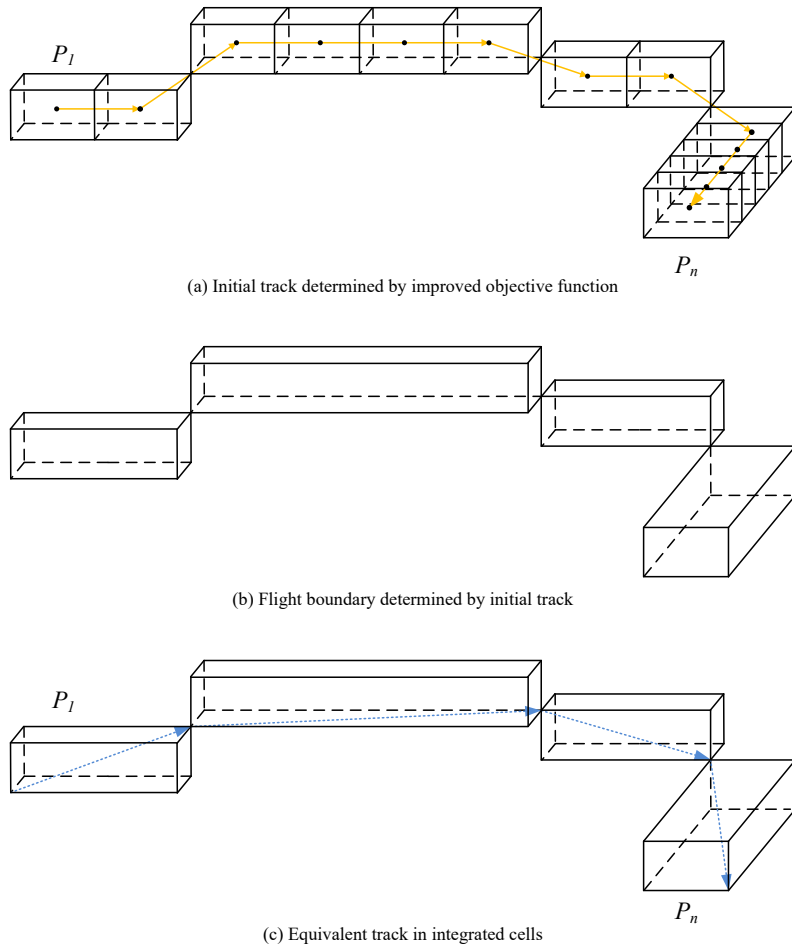 P1
Pn
(a) Initial track determined by improved objective function
(b) Flight boundary determined by initial track
P1
Pn
(c) Equivalent track in integrated cells